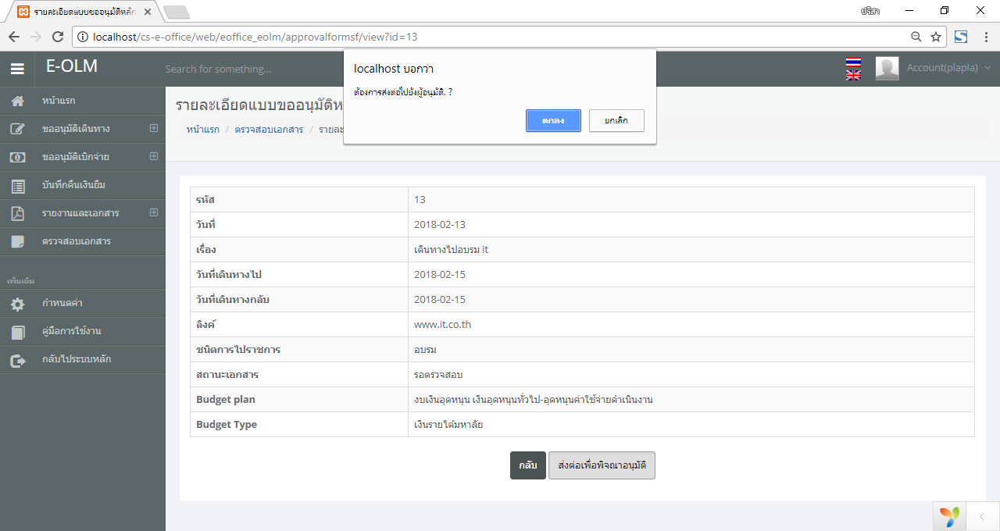 รายละเอียดแบบขออนุมัติหลัก
ปริสา
localhost/cs-e-office/web/eoffice_eolm/approvalformsf/view?id=13
E-OLM
Search for something...
Account(plapla)
localhost บอกว่า
ต้องการส่งต่อไปยังผู้อนุมัติ. ?
ตกลง
ยกเลิก
หน้าแรก
ขออนุมัติเดินทาง
ขออนุมัติเบิกจ่าย
บันทึกคืนเงินยืม
รายงานและเอกสาร
ตรวจสอบเอกสาร
เพิ่มเติม
กำหนดค่า
คู่มือการใช้งาน
กลับไประบบหลัก
รายละเอียดแบบขออนุมัติห
หน้าแรก / ตรวจสอบเอกสาร / รายละ
รหัส 13
วันที่ 2018-02-13
เรื่อง เดินทางไปอบรม it
วันที่เดินทางไป 2018-02-15
วันที่เดินทางกลับ 2018-02-15
ลิงค์ www.it.co.th
ชนิดการไปราชการ อบรม
สถานะเอกสาร รอตรวจสอบ
Budget plan งบเงินอุดหนุน เงินอุดหนุนทั่วไป-อุดหนุนค่าใช้จ่ายดำเนินงาน
Budget Type เงินรายได้มหาลัย
กลับ
ส่งต่อเพื่อพิจณาอนุมัติ